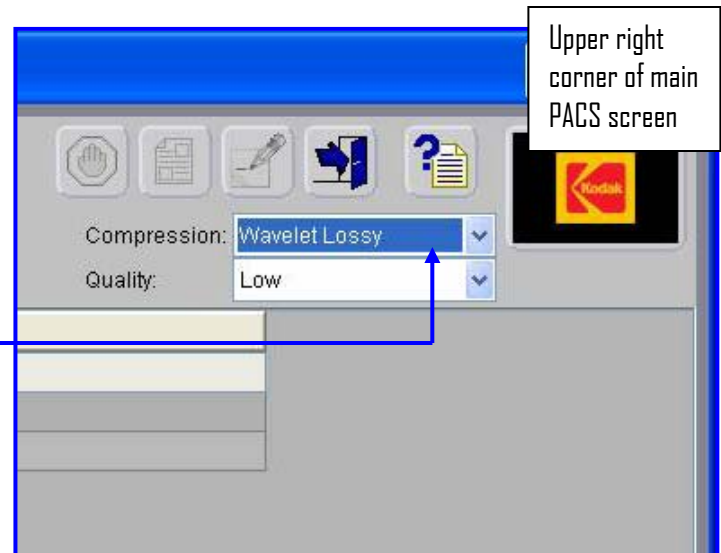 Upper right
corner of main
PACS screen
Kodak
Compression: Wavelet Lossy
Quality: Low